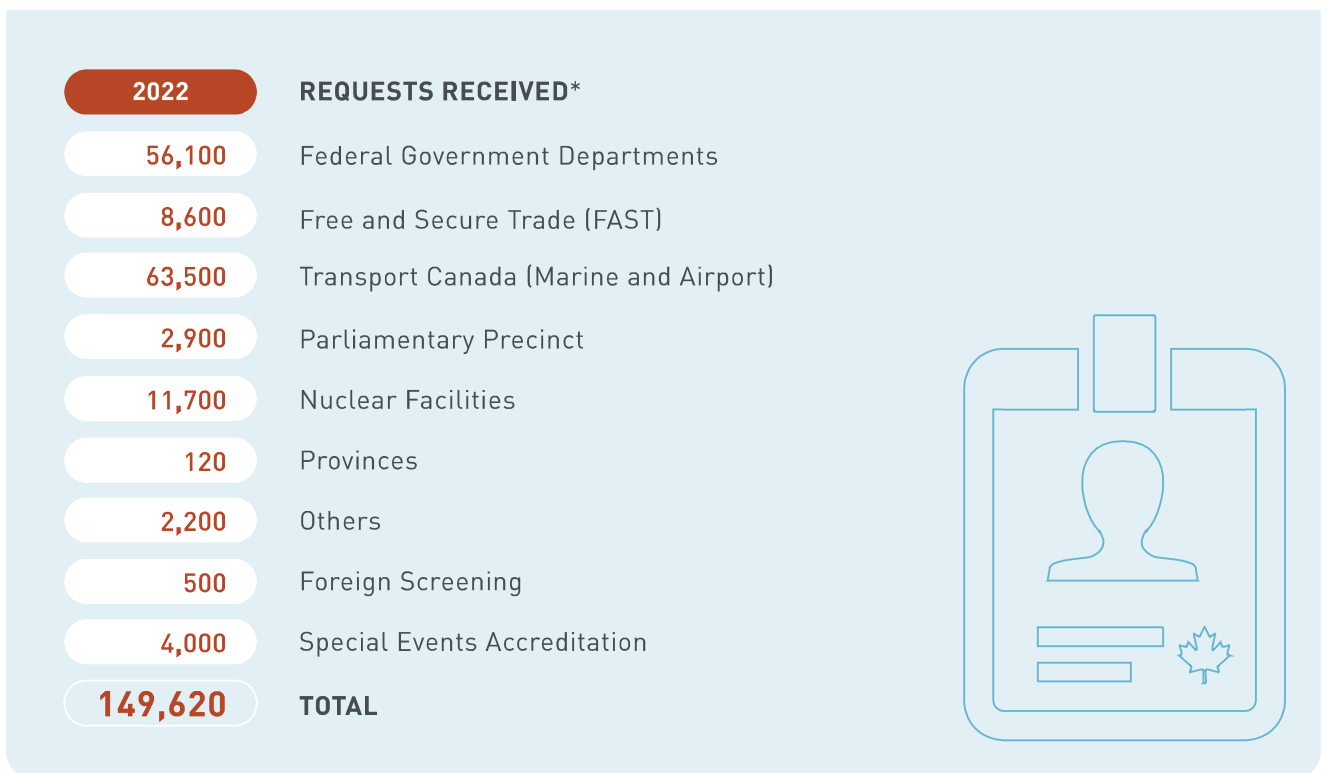 2022 REQUESTS RECEIVED*
56,100 Federal Government Departments
8,600 Free and Secure Trade (FAST)
63,500 Transport Canada (Marine and Airport)
2,900 Parliamentary Precinct
11,700 Nuclear Facilities
120 Provinces
2,200 Others
500 Foreign Screening
4,000 Special Events Accreditation
149,620 TOTAL